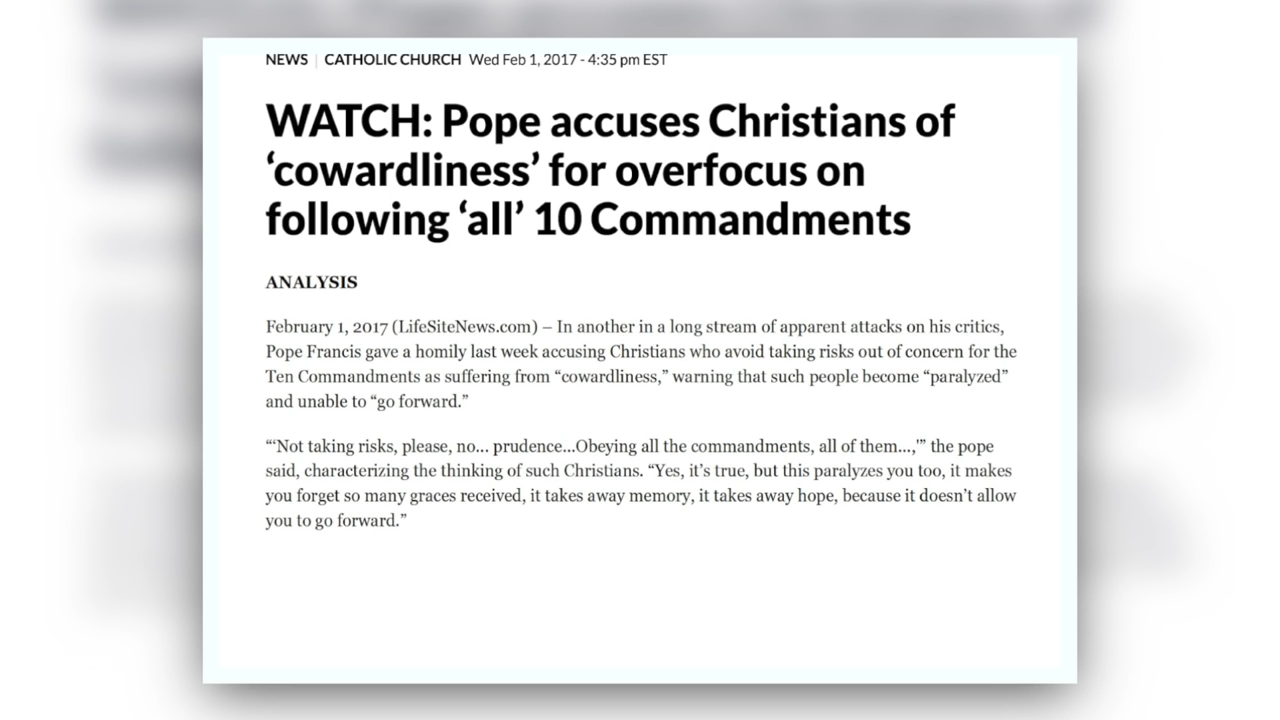 NEWS | CATHOLIC CHURCH Wed Feb 1, 2017 - 4:35 pm EST
WATCH: Pope accuses Christians of
‘cowardliness’ for overfocus on
following ‘all’ 10 Commandments
ANALYSIS
February 1, 2017 (LifeSiteNews.com) – In another in a long stream of apparent attacks on his critics,
Pope Francis gave a homily last week accusing Christians who avoid taking risks out of concern for the
Ten Commandments as suffering from “cowardliness,” warning that such people become “paralyzed”
and unable to “go forward.”
“‘Not taking risks, please, no… prudence…Obeying all the commandments, all of them…,’” the pope
said, characterizing the thinking of such Christians. “Yes, it’s true, but this paralyzes you too, it makes
you forget so many graces received, it takes away memory, it takes away hope, because it doesn’t allow
you to go forward.”